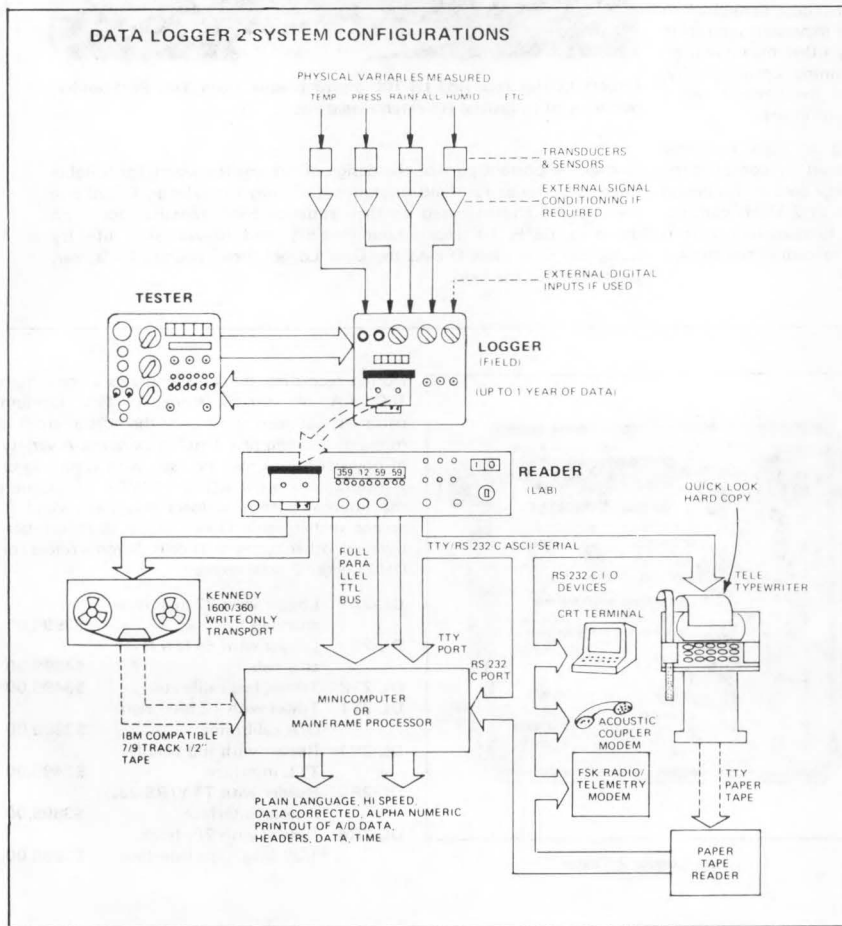 DATA LOGGER 2 SYSTEM CONFIGURATIONS
PHYSICAL VARIABLES MEASURED
TEMP PRESS RAINFALL HUMID ETC
TRANSDUCERS
& SENSORS
EXTERNAL SIGNAL
CONDITIONING IF
REQUIRED
EXTERNAL DIGITAL
INPUTS IF USED
TESTER
LOGGER
(FIELD)
(UP TO 1 YEAR OF DATA)
359 12 59 59
1 0
READER
(LAB)
QUICK LOOK
HARD COPY
TTY/RS 232 C ASCII SERIAL
FULL
PARA
LLEL
TTL
BUS
RS 232 C I O
DEVICES
CRT TERMINAL
TELE
TYPEWRITER
KENNEDY
1600/360
WRITE ONLY
TRANSPORT
TTY
PORT
RS 232
C PORT
MINICOMPUTER
OR
MAINFRAME PROCESSOR
ACOUSTIC
COUPLER
MODEM
IBM COMPATIBLE
7/9 TRACK 1/2"
TAPE
FSK RADIO/
TELEMETRY
MODEM
TTY
PAPER
TAPE
PLAIN LANGUAGE, HI SPEED,
DATA CORRECTED, ALPHA NUMERIC
PRINTOUT OF A/D DATA,
HEADERS, DATA, TIME
PAPER
TAPE
READER